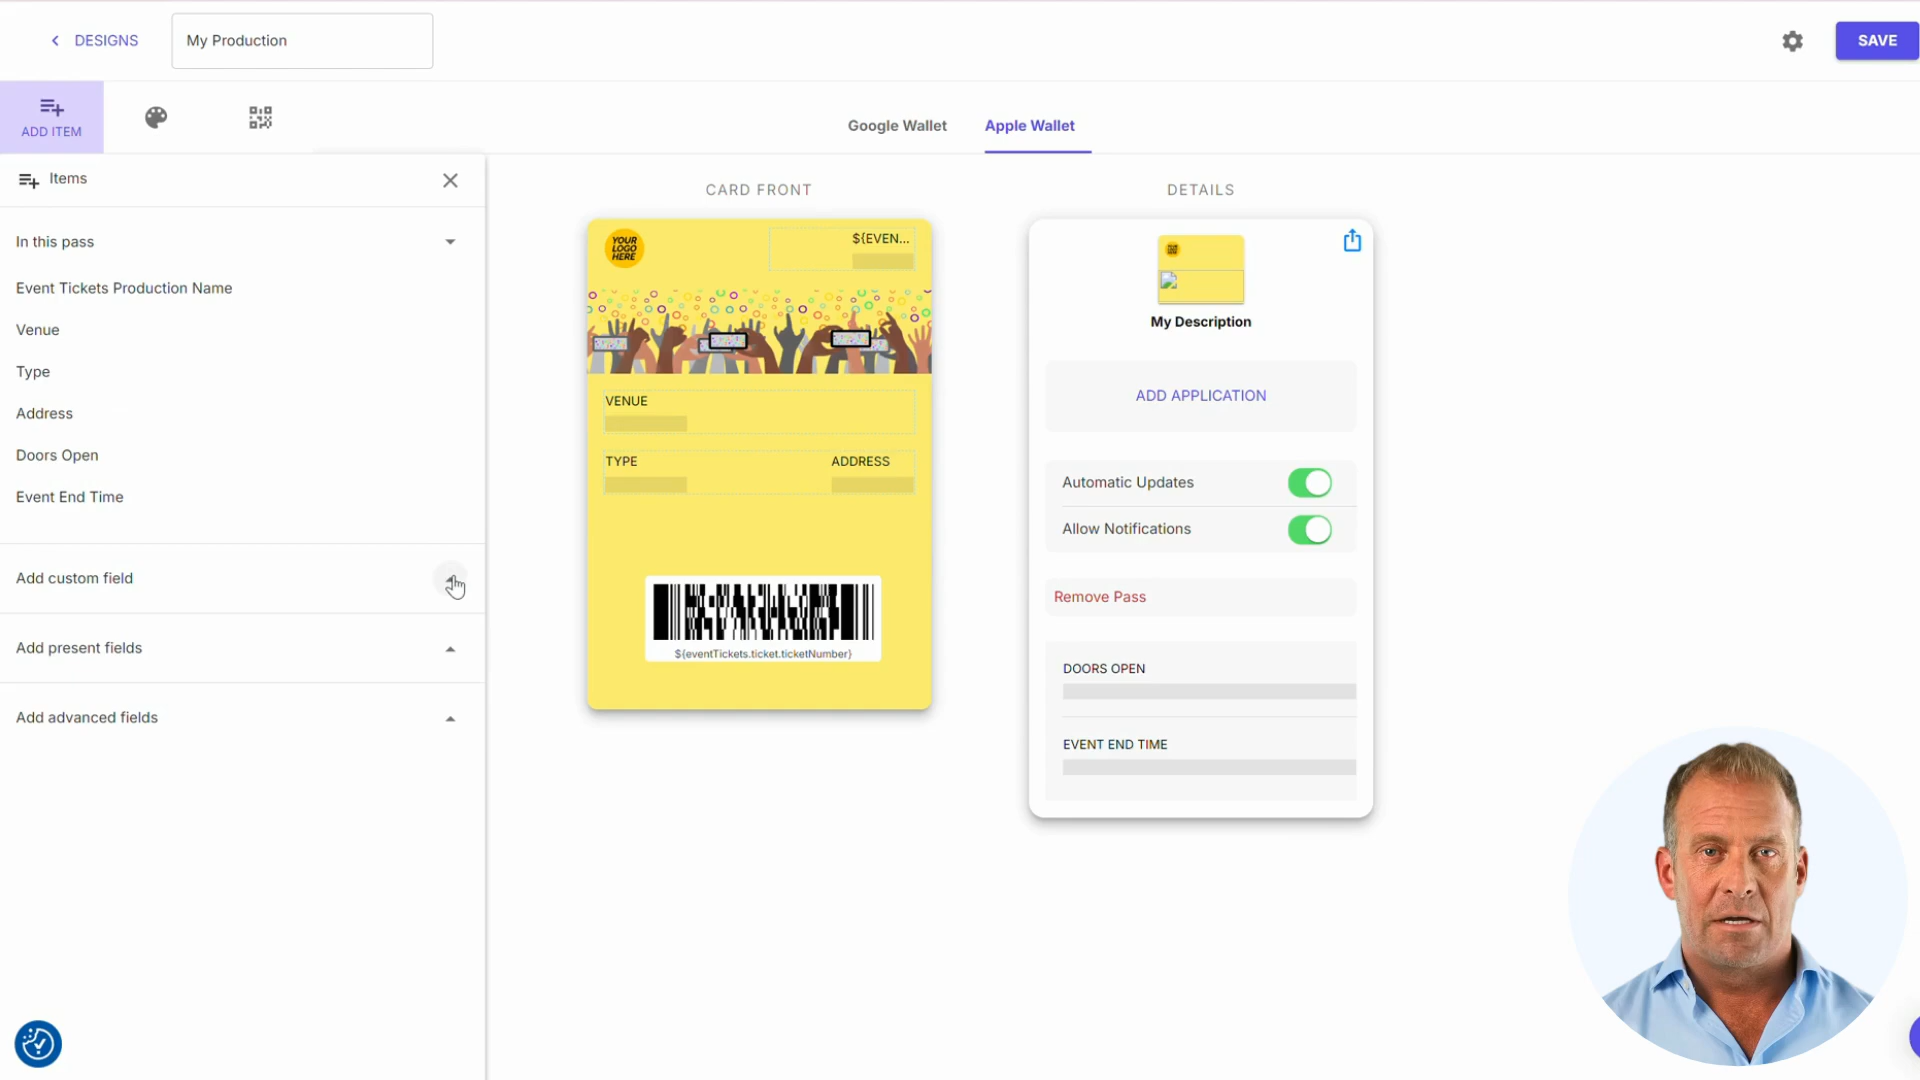 DESIGNS
My Production
SAVE
ADD ITEM
Google Wallet
Apple Wallet
Items
In this pass
Event Tickets Production Name
Venue
Type
Address
Doors Open
Event End Time
Add custom field
Add present fields
Add advanced fields
CARD FRONT
YOUR
LOGO
HERE
${EVEN...
VENUE
TYPE
ADDRESS
${eventTickets.ticket.ticketNumber}
DETAILS
My Description
ADD APPLICATION
Automatic Updates
Allow Notifications
Remove Pass
DOORS OPEN
EVENT END TIME